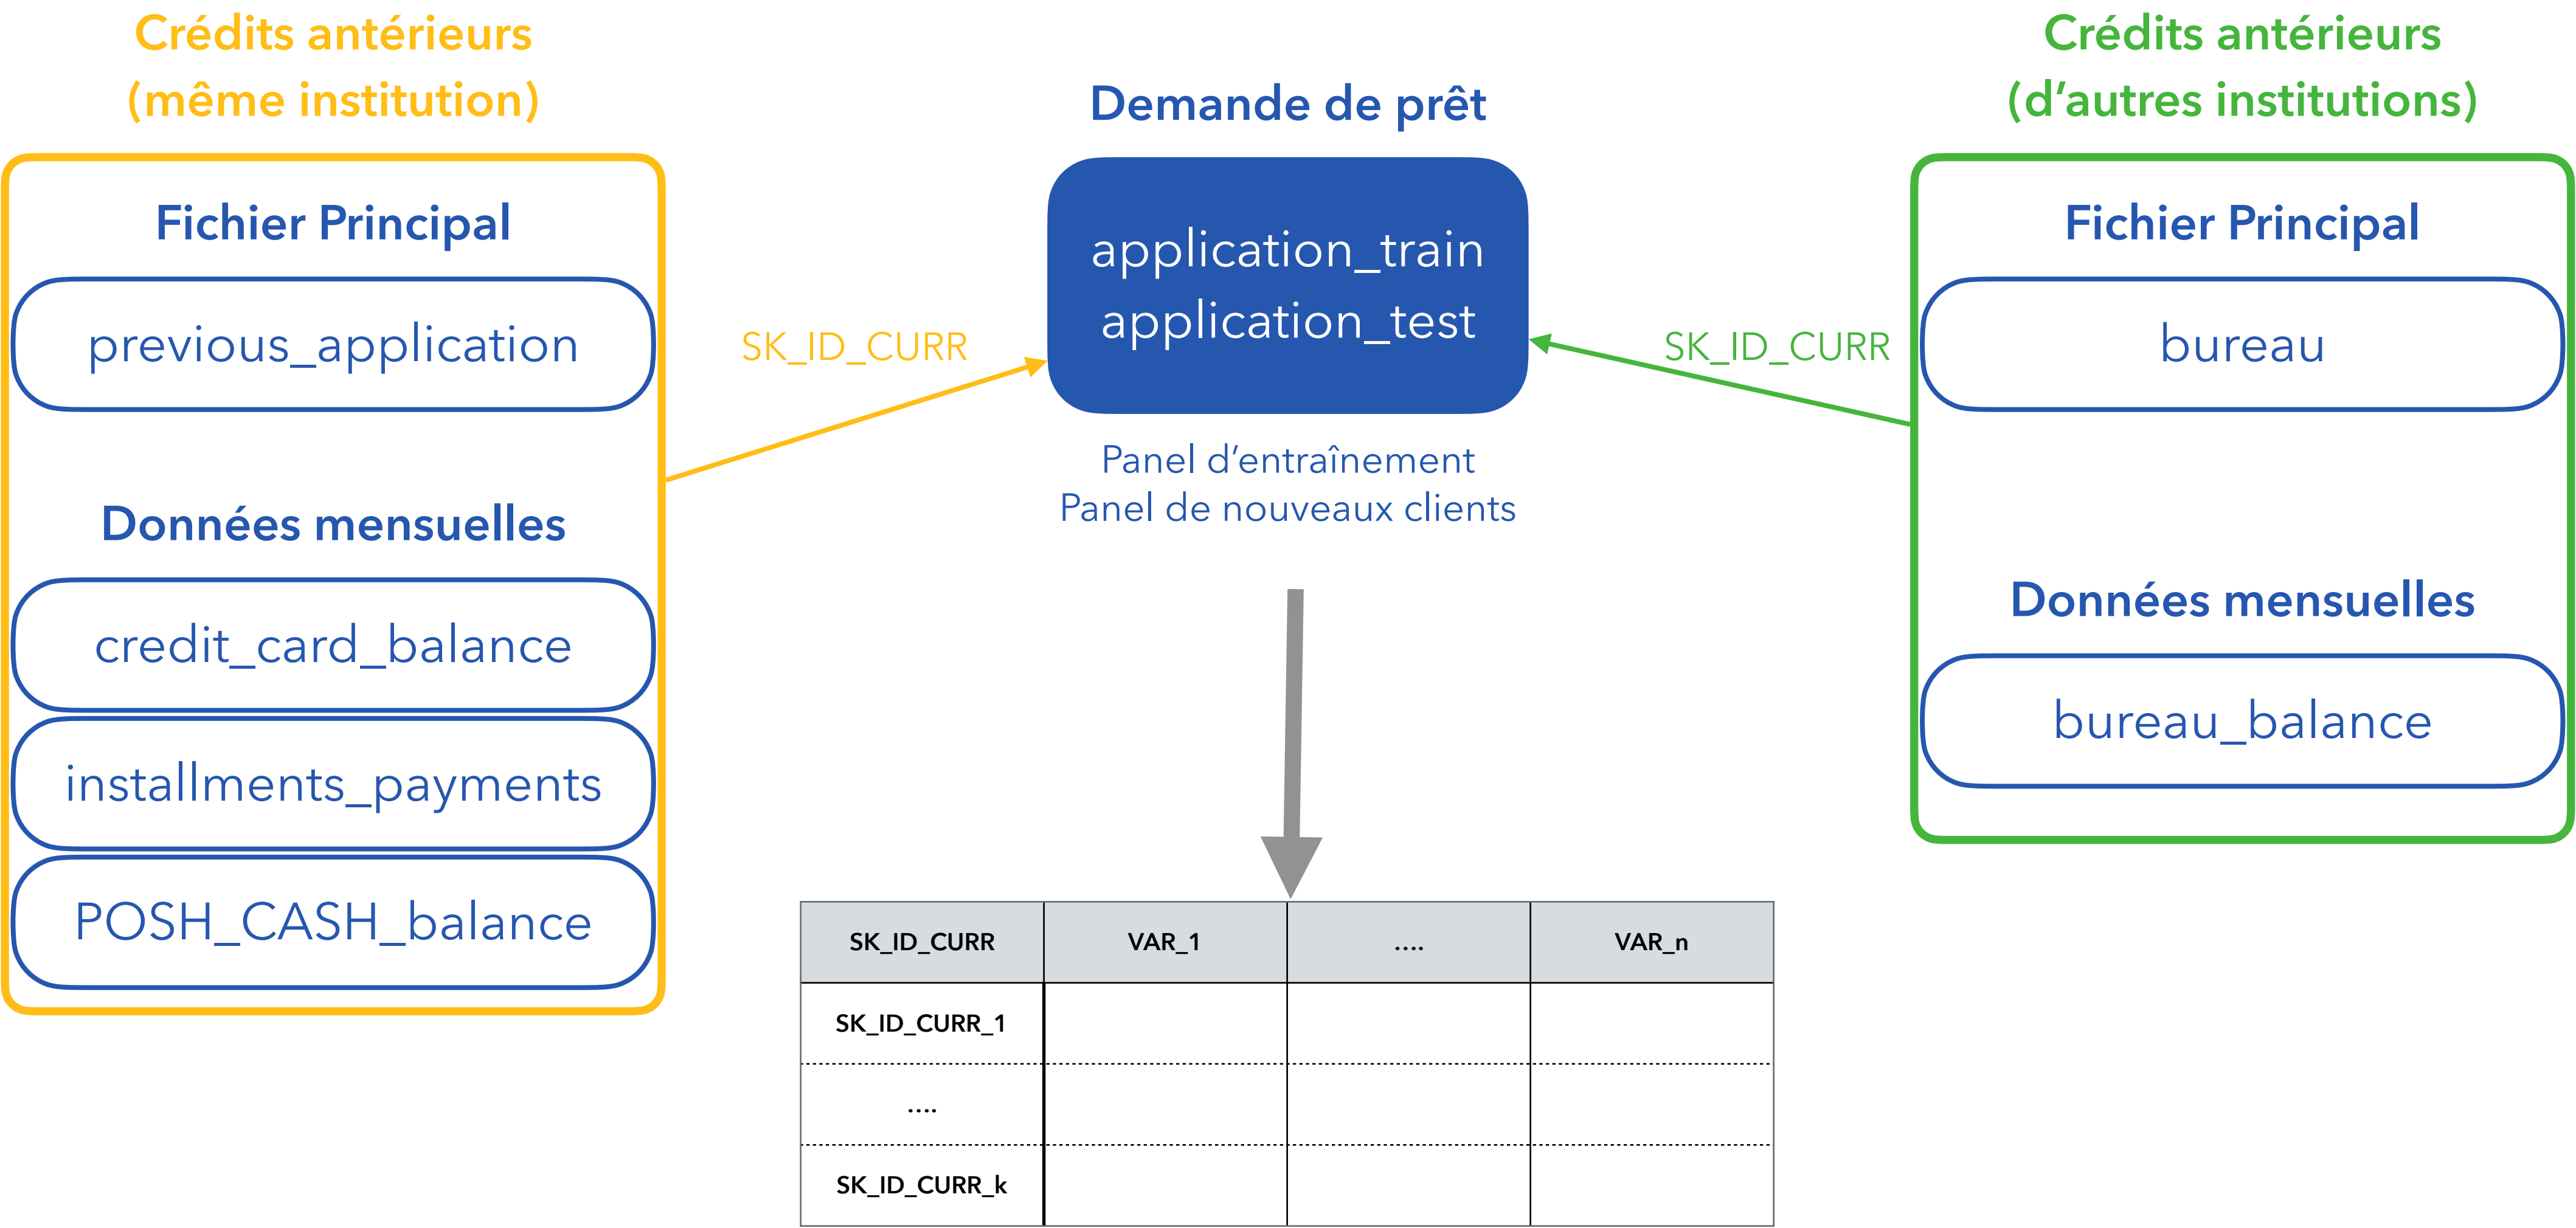 Crédits antérieurs
(même institution)
Fichier Principal
previous_application
Données mensuelles
credit_card_balance
installments_payments
POSH_CASH_balance
SK_ID_CURR
Demande de prêt
application_train
application_test
Panel d’entraînement
Panel de nouveaux clients
SK_ID_CURR
Crédits antérieurs
(d’autres institutions)
Fichier Principal
bureau
Données mensuelles
bureau_balance
SK_ID_CURR VAR_1 .... VAR_n
SK_ID_CURR_1
....
SK_ID_CURR_k